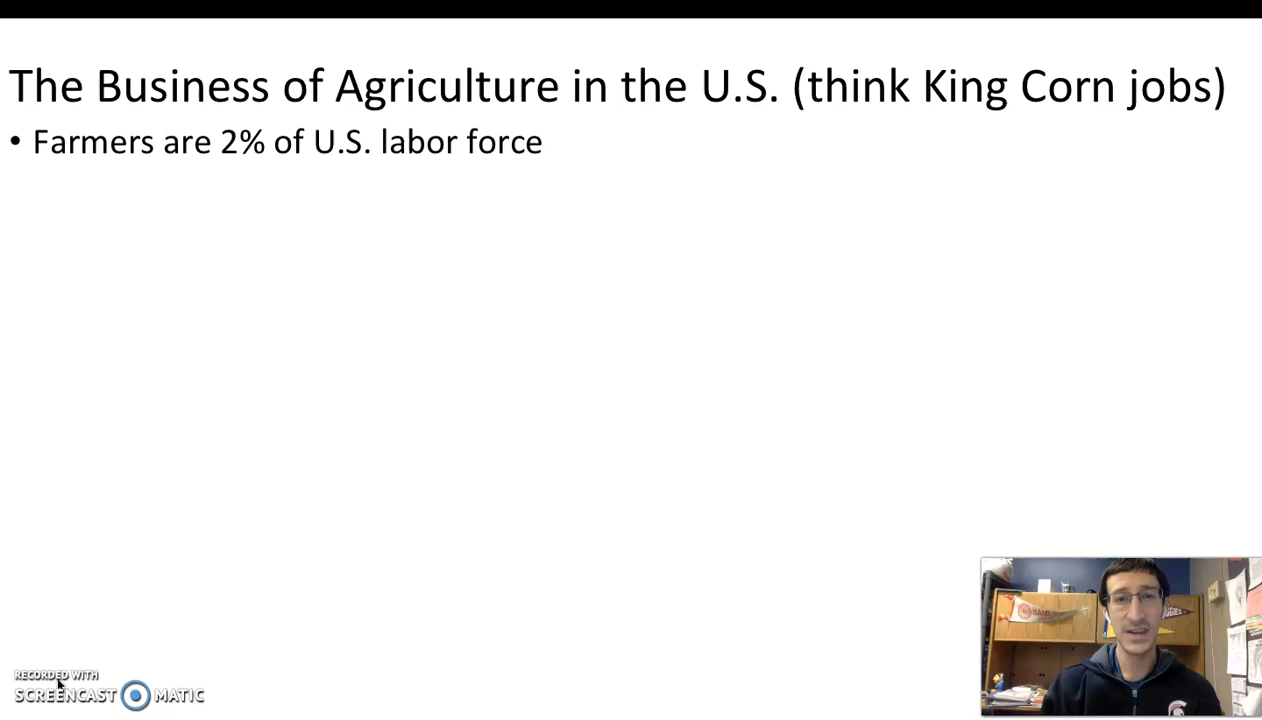 The Business of Agriculture in the U.S. (think King Corn jobs)
• Farmers are 2% of U.S. labor force
RECORDED WITH
SCREENCAST MATIC